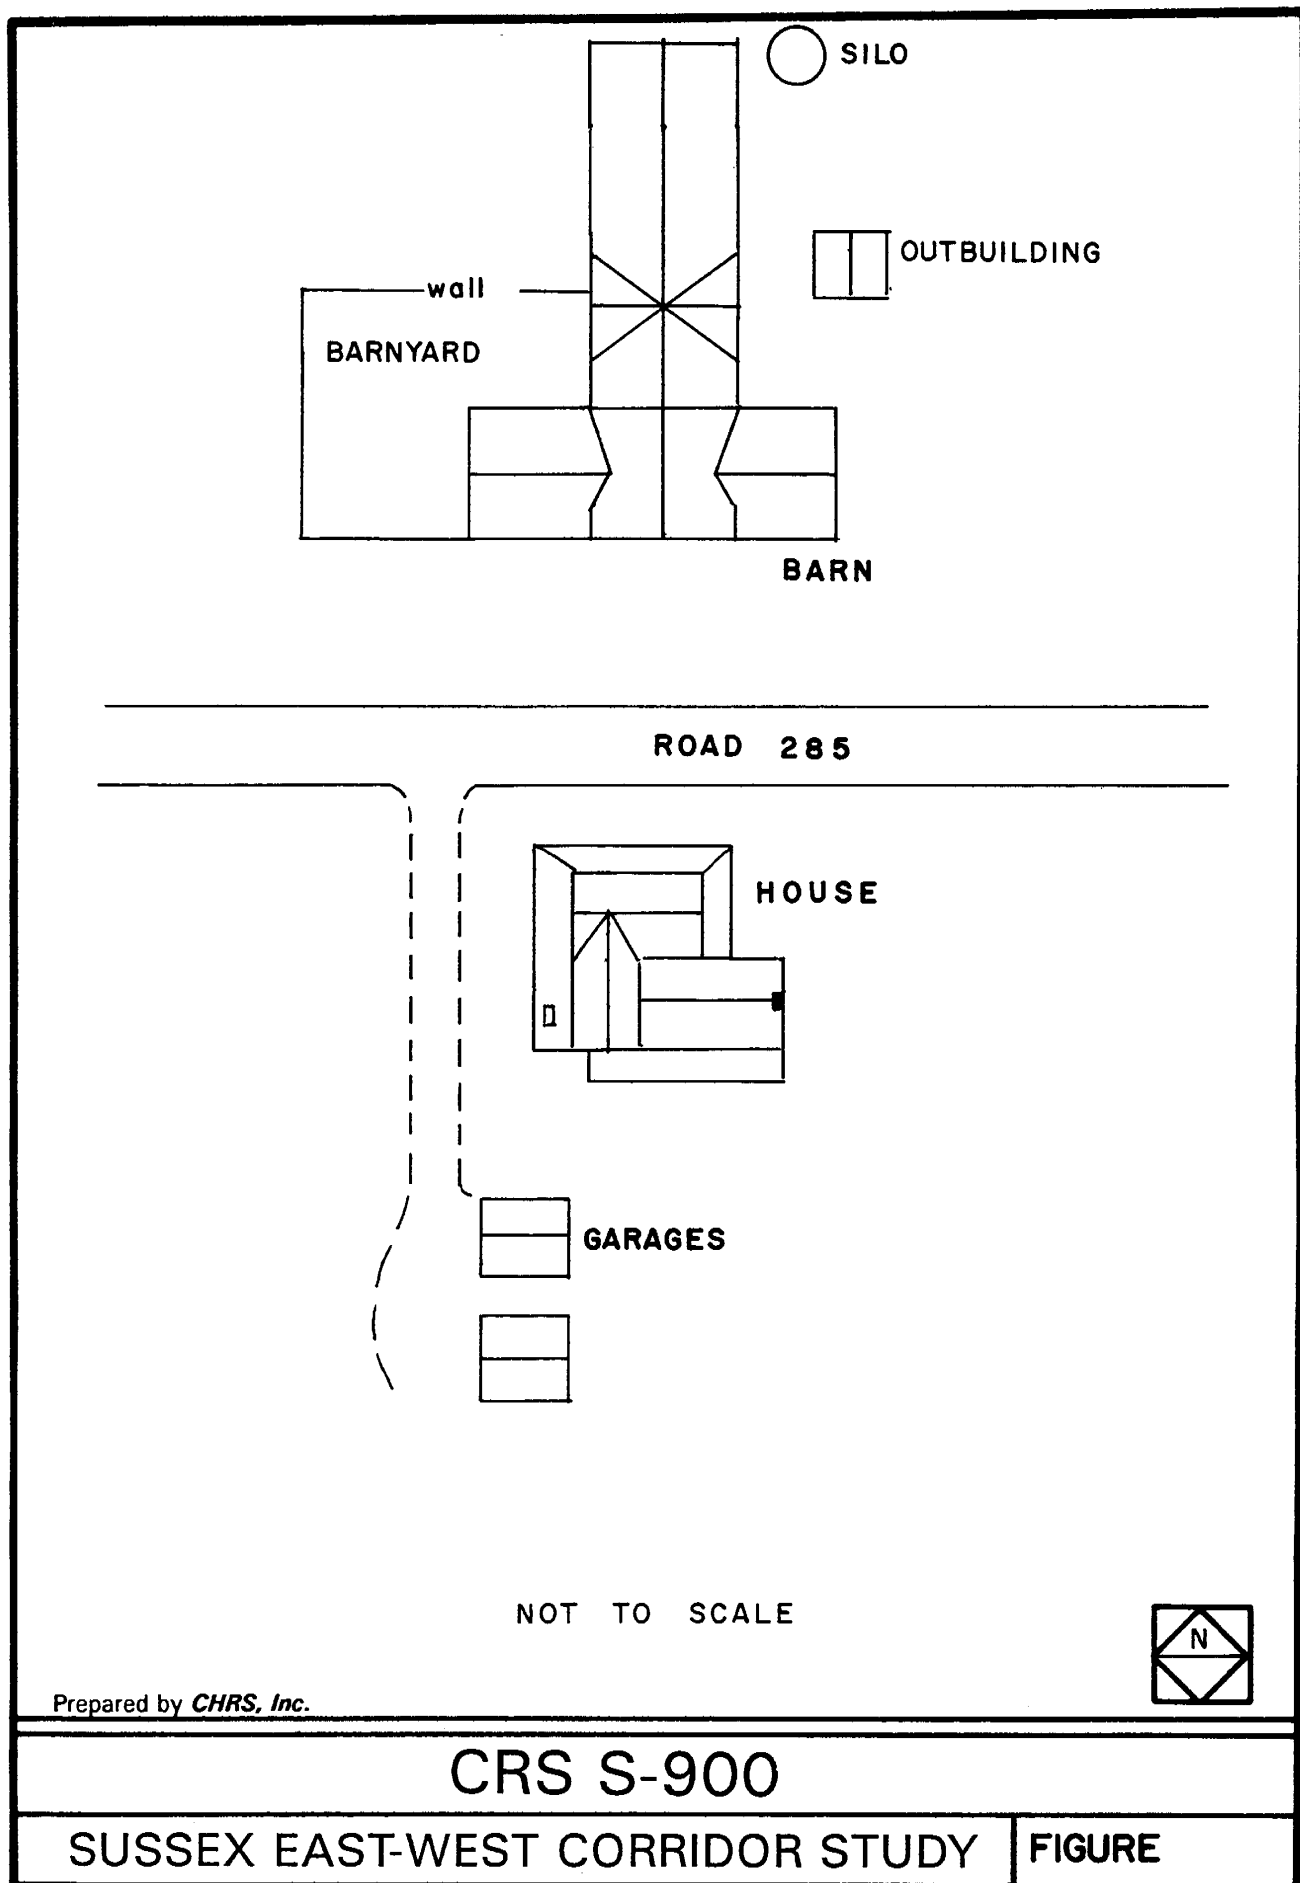 SILO
OUTBUILDING
wall
BARNYARD
BARN
ROAD 285
HOUSE
GARAGES
NOT TO SCALE
N
Prepared by CHRS, Inc.
CRS S-900
SUSSEX EAST-WEST CORRIDOR STUDY
FIGURE